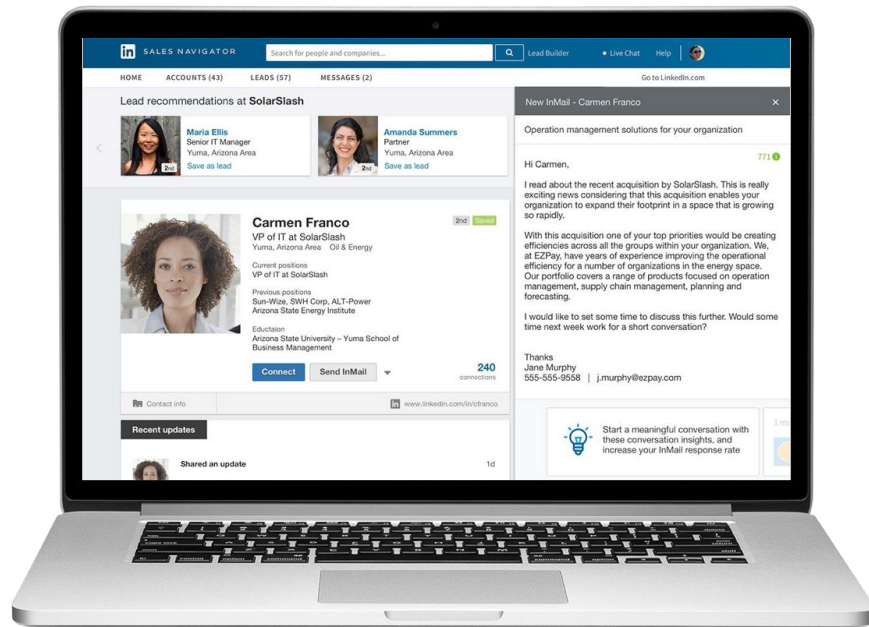 in SALES NAVIGATOR
Search for people and companies...
Lead Builder
Live Chat
Help
HOME
ACCOUNTS (43)
LEADS (57)
MESSAGES (2)
Go to LinkedIn.com
Lead recommendations at SolarSlash
Maria Ellis
Senior IT Manager
Yuma, Arizona Area
2nd
Save as lead
Amanda Summers
Partner
Yuma, Arizona Area
2nd
Save as lead
Carmen Franco
2nd
Saved
VP of IT at SolarSlash
Yuma, Arizona Area Oil & Energy
Current positions
VP of IT at SolarSlash
Previous positions
Sun-Wize, SWH Corp, ALT-Power
Arizona State Energy Institute
Eductaion
Arizona State University – Yuma School of
Business Management
Connect
Send InMail
240
connections
Contact info
in www.linkedin.com/in/cfranco
Recent updates
Shared an update
1d
New InMail - Carmen Franco ×
Operation management solutions for your organization
771
Hi Carmen,
I read about the recent acquisition by SolarSlash. This is really
exciting news considering that this acquisition enables your
organization to expand their footprint in a space that is growing
so rapidly.
With this acquisition one of your top priorities would be creating
efficiencies across all the groups within your organization. We,
at EZPay, have years of experience improving the operational
efficiency for a number of organizations in the energy space.
Our portfolio covers a range of products focused on operation
management, supply chain management, planning and
forecasting.
I would like to set some time to discuss this further. Would some
time next week work for a short conversation?
Thanks
Jane Murphy
555-555-9558 | j.murphy@ezpay.com
Start a meaningful conversation with
these conversation insights, and
increase your InMail response rate